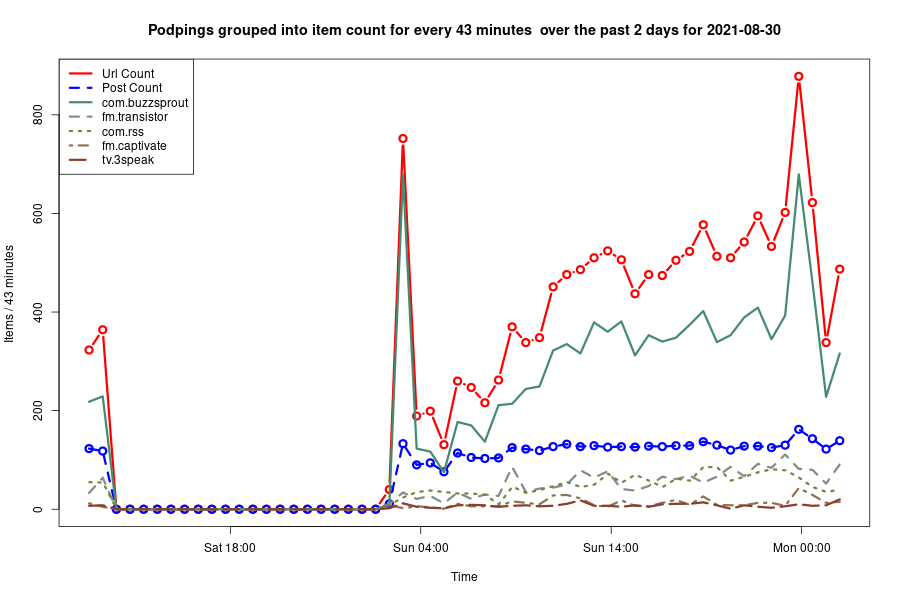 Podpings grouped into item count for every 43 minutes  over the past 2 days for 2021-08-30
Url Count
Post Count
com.buzzsprout
fm.transistor
com.rss
fm.captivate
tv.3speak
Items / 43 minutes
800
600
400
200
0
Sat 18:00
Sun 04:00
Sun 14:00
Mon 00:00
Time